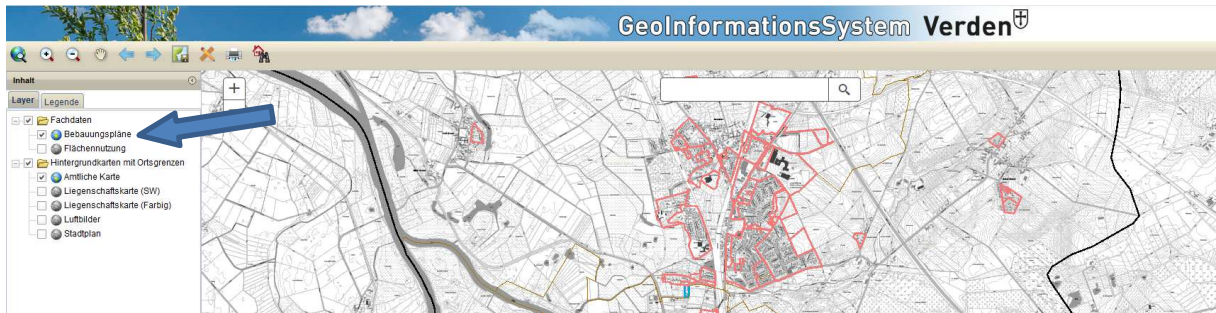 GeoInformationsSystem Verden
Inhalt
Layer Legende
Fachdaten
Bebauungspläne
Flächennutzung
Hintergrundkarten mit Ortsgrenzen
Amtliche Karte
Liegenschaftskarte (SW)
Liegenschaftskarte (Farbig)
Luftbilder
Stadtplan